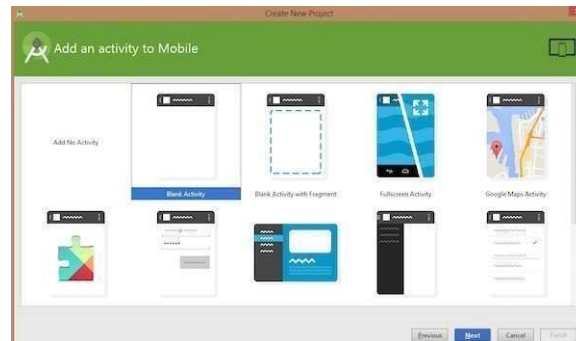 Create New Project
Add an activity to Mobile
Add No Activity
Blank Activity
Blank Activity with Fragment
Fullscreen Activity
Google Maps Activity
Previous
Next
Cancel
Finish